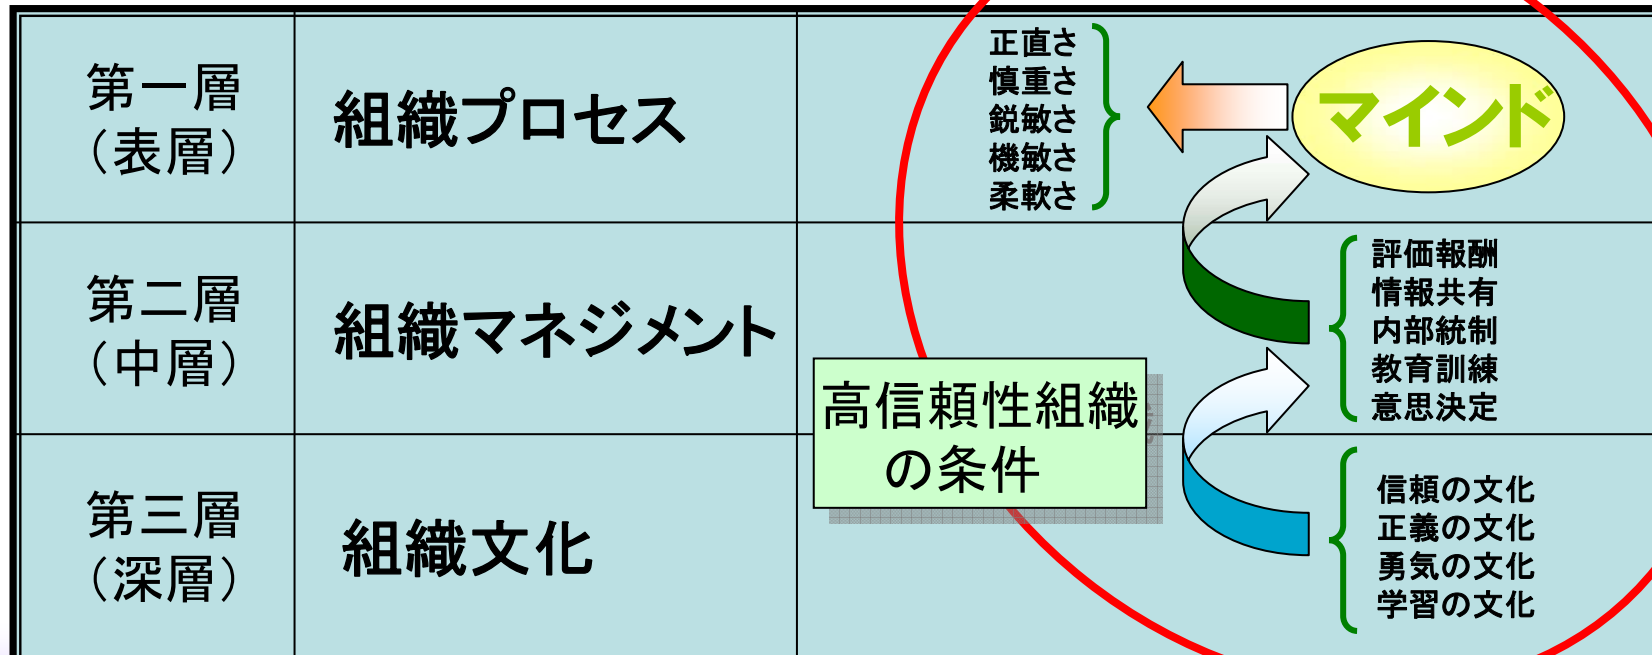 第一層
（表層）
組織プロセス
正直さ
慎重さ
鋭敏さ
機敏さ
柔軟さ
マインド
第二層
（中層）
組織マネジメント
評価報酬
情報共有
内部統制
教育訓練
意思決定
高信頼性組織
の条件
第三層
（深層）
組織文化
信頼の文化
正義の文化
勇気の文化
学習の文化